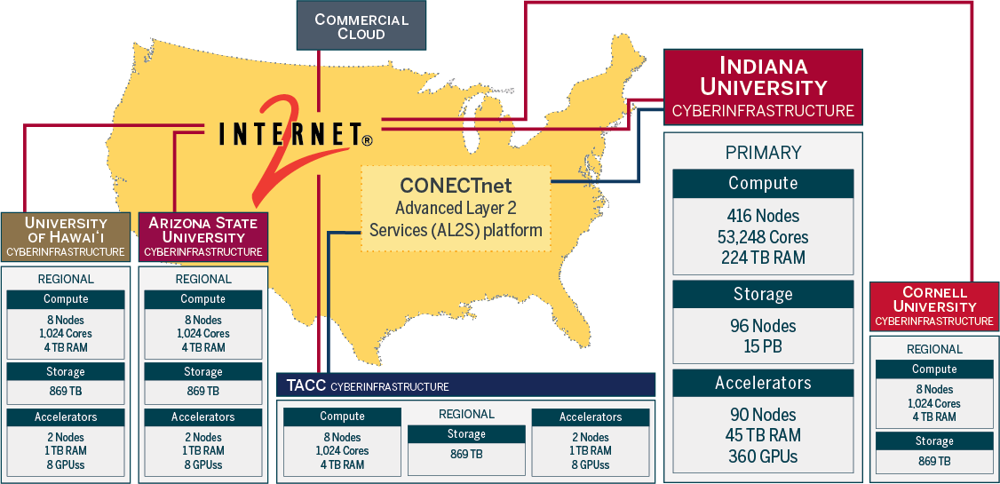 COMMERCIAL
CLOUD
INTERNET®
2
CONECTnet
Advanced Layer 2
Services (AL2S) platform
INDIANA
UNIVERSITY
CYBERINFRASTRUCTURE
PRIMARY
Compute
416 Nodes
53,248 Cores
224 TB RAM
Storage
96 Nodes
15 PB
Accelerators
90 Nodes
45 TB RAM
360 GPUs
UNIVERSITY
OF HAWAIʻI
CYBERINFRASTRUCTURE
REGIONAL
Compute
8 Nodes
1,024 Cores
4 TB RAM
Storage
869 TB
Accelerators
2 Nodes
1 TB RAM
8 GPUss
ARIZONA STATE
UNIVERSITY
CYBERINFRASTRUCTURE
REGIONAL
Compute
8 Nodes
1,024 Cores
4 TB RAM
Storage
869 TB
Accelerators
2 Nodes
1 TB RAM
8 GPUss
TACC CYBERINFRASTRUCTURE
Compute
8 Nodes
1,024 Cores
4 TB RAM
REGIONAL
Storage
869 TB
Accelerators
2 Nodes
1 TB RAM
8 GPUss
CORNELL
UNIVERSITY
CYBERINFRASTRUCTURE
REGIONAL
Compute
8 Nodes
1,024 Cores
4 TB RAM
Storage
869 TB